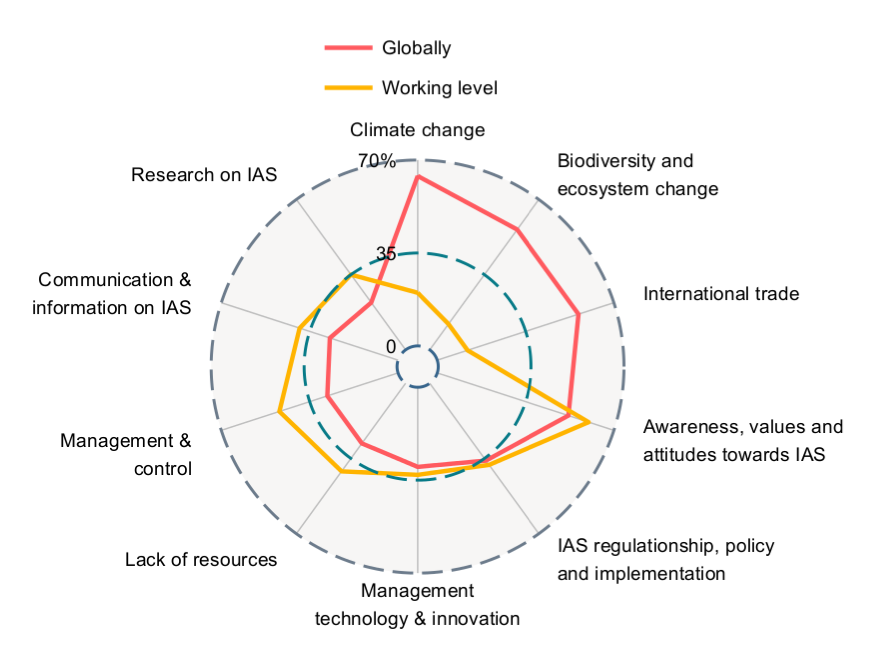 Globally
Working level
Climate change
70%
35
0
Biodiversity and
ecosystem change
International trade
Awareness, values and
attitudes towards IAS
IAS regulationship, policy
and implementation
Management
technology & innovation
Lack of resources
Management &
control
Communication &
information on IAS
Research on IAS